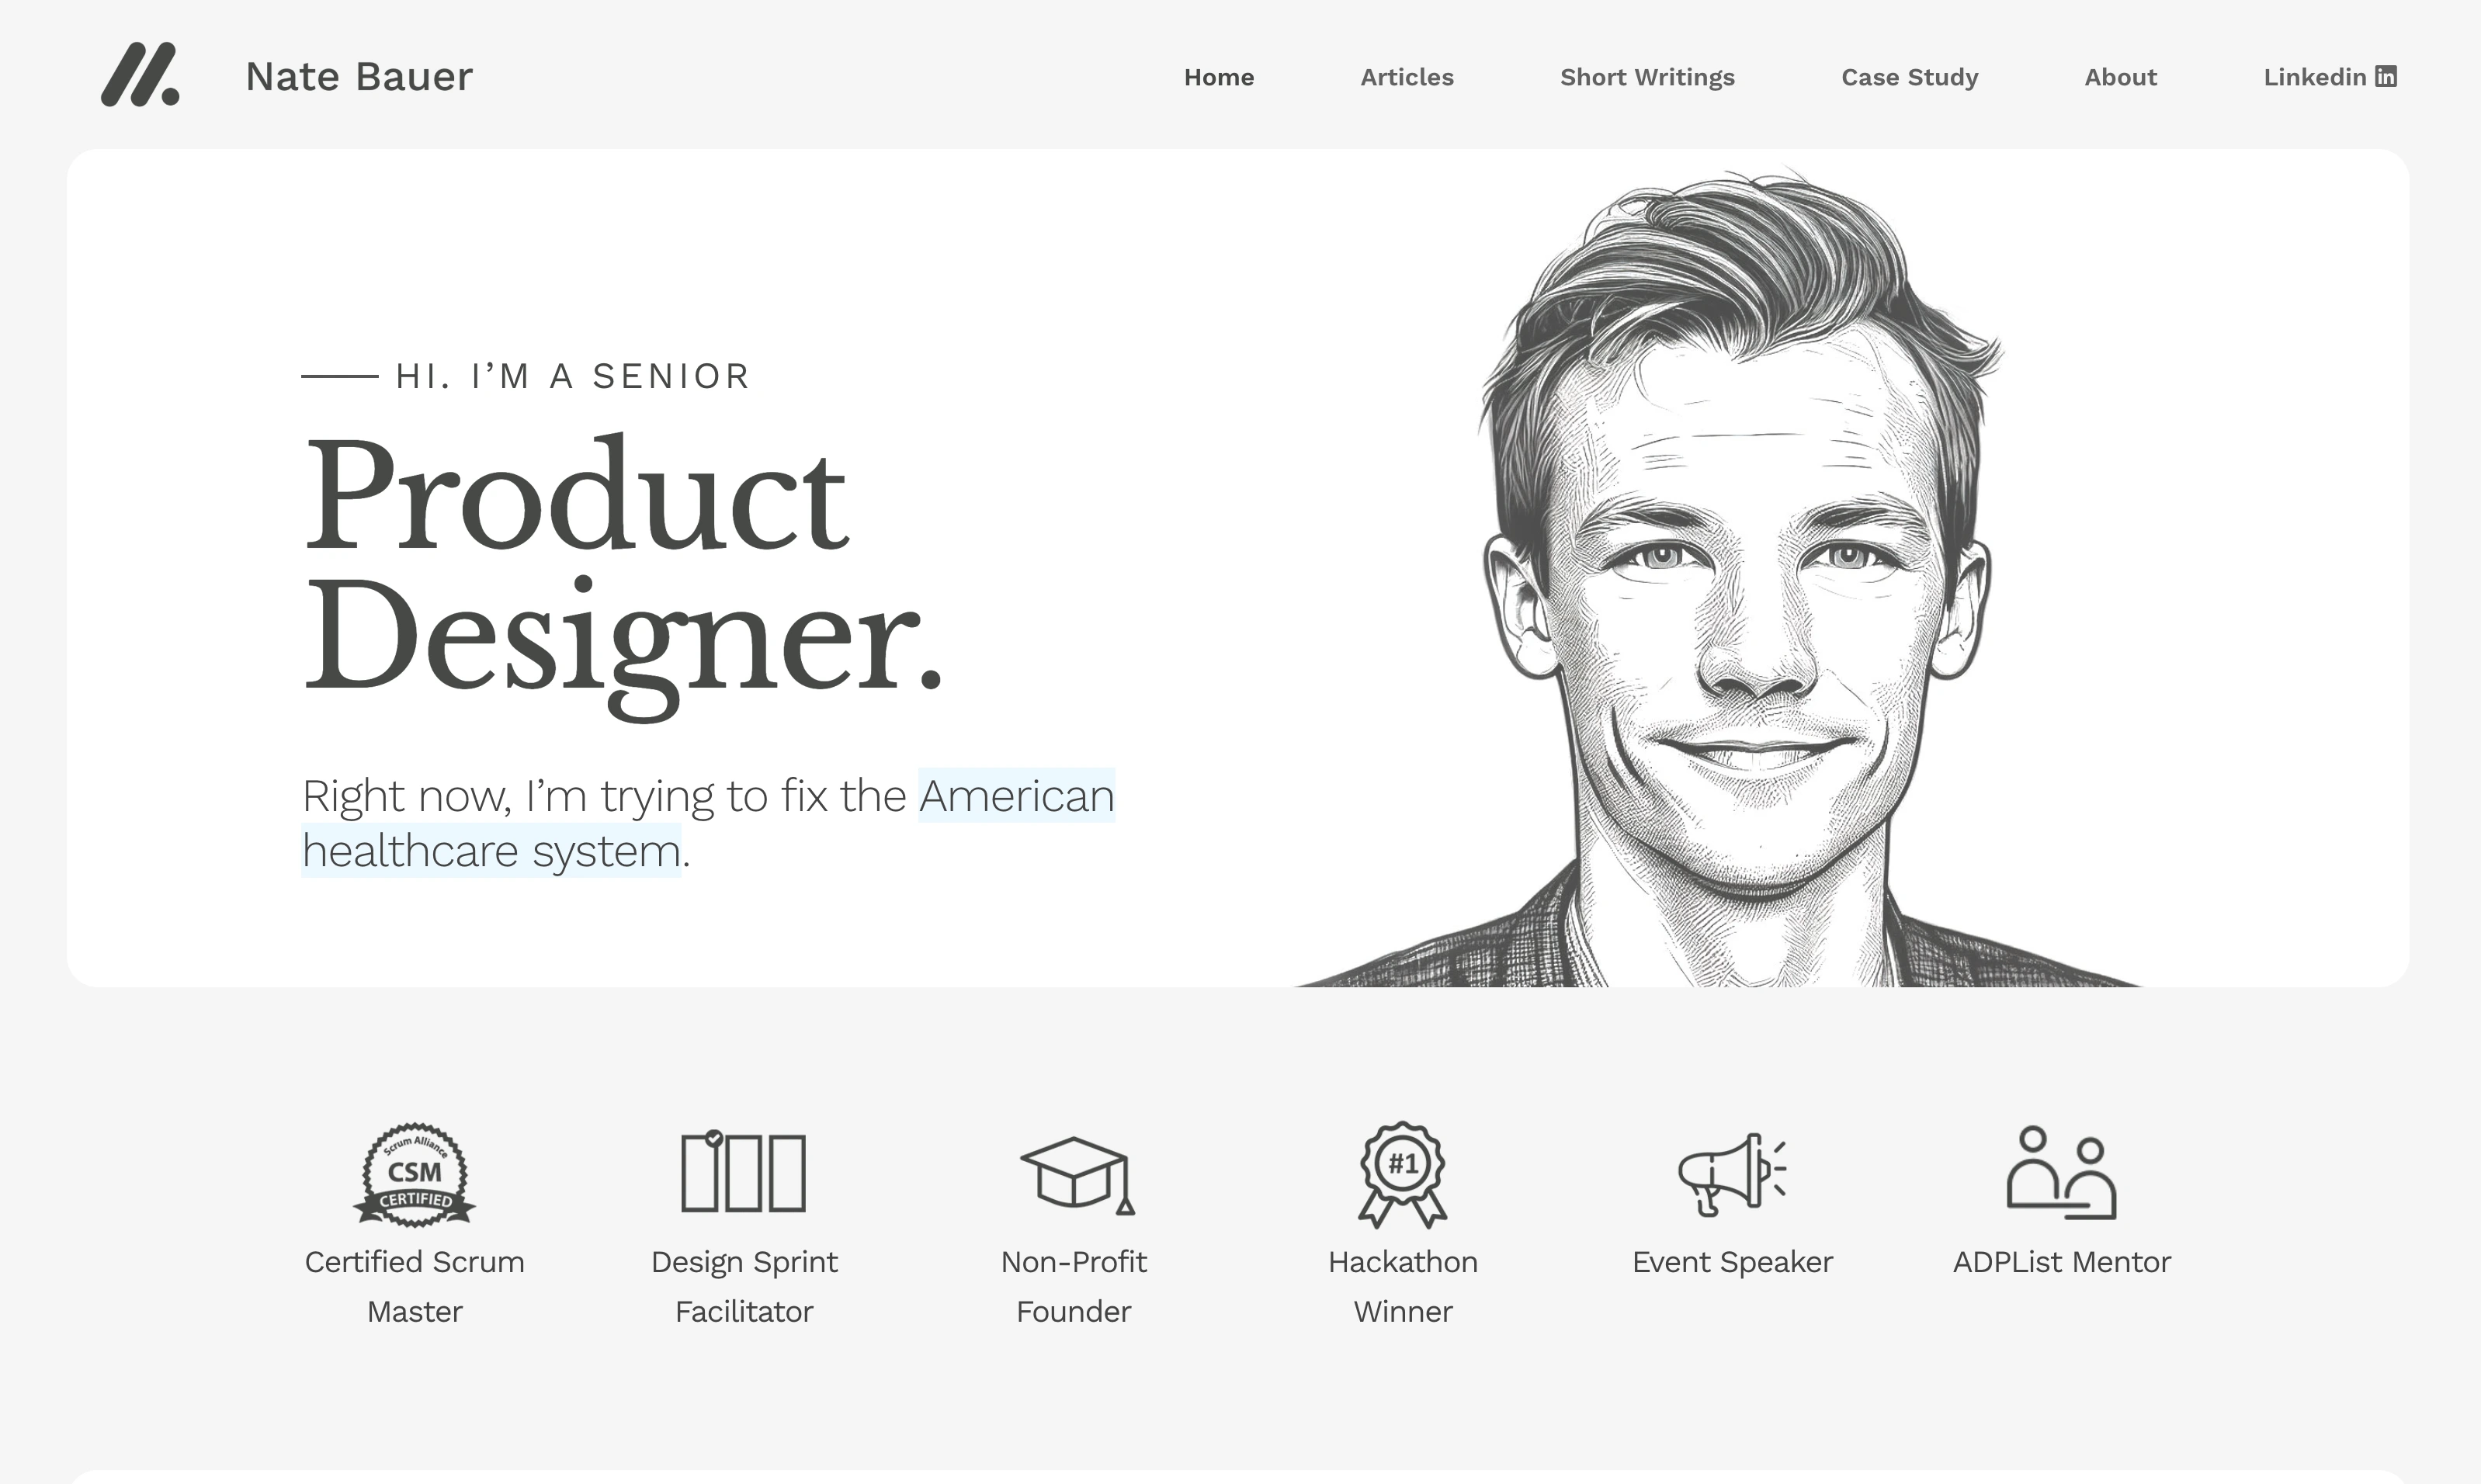 Nate Bauer
Home
Articles
Short Writings
Case Study
About
Linkedin in
HI. I’M A SENIOR
Product
Designer.
Right now, I’m trying to fix the American
healthcare system.
Scrum Alliance
CSM
CERTIFIED
Certified Scrum
Master
Design Sprint
Facilitator
Non-Profit
Founder
#1
Hackathon
Winner
Event Speaker
ADPList Mentor